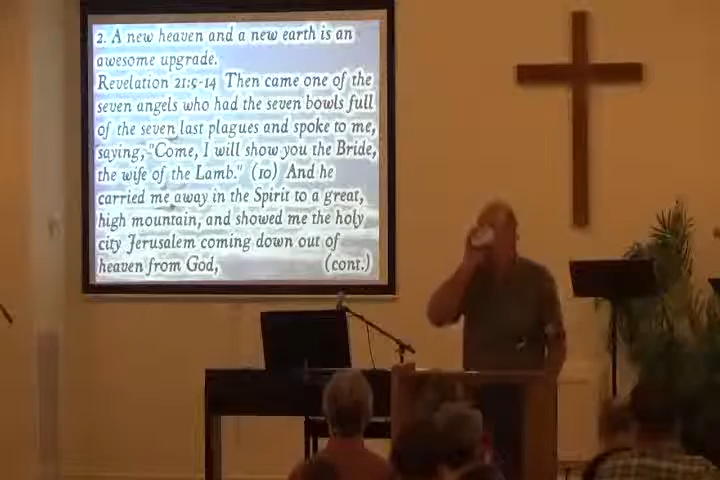 2. A new heaven and a new earth is an
awesome upgrade.
Revelation 21:9-14 Then came one of the
seven angels who had the seven bowls full
of the seven last plagues and spoke to me,
saying, "Come, I will show you the Bride,
the wife of the Lamb." (10) And he
carried me away in the Spirit to a great,
high mountain, and showed me the holy
city Jerusalem coming down out of
heaven from God, (cont.)